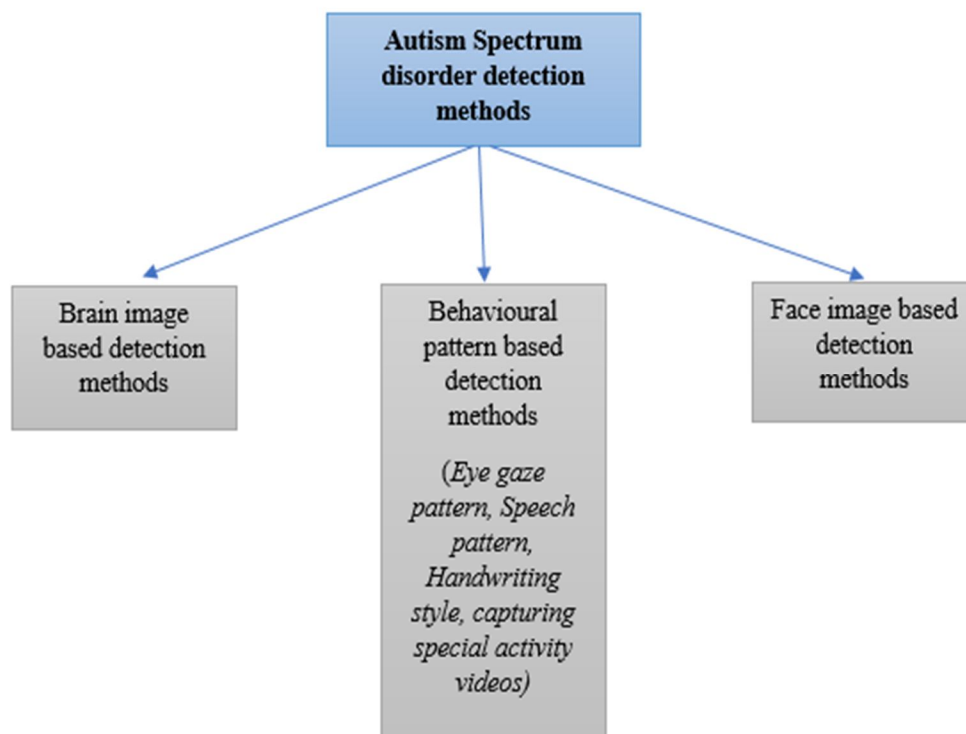 Autism Spectrum
disorder detection
methods
Brain image
based detection
methods
Behavioural
pattern based
detection
methods
(Eye gaze
pattern, Speech
pattern,
Handwriting
style, capturing
special activity
videos)
Face image based
detection
methods